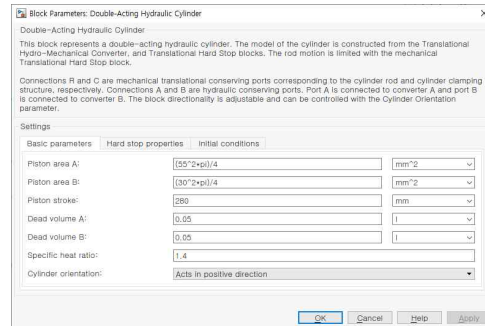 Block Parameters: Double-Acting Hydraulic Cylinder
Double-Acting Hydraulic Cylinder
This block represents a double-acting hydraulic cylinder. The model of the cylinder is constructed from the Translational
Hydro-Mechanical Converter, and Translational Hard Stop blocks. The rod motion is limited with the mechanical
Translational Hard Stop block.
Connections R and C are mechanical translational conserving ports corresponding to the cylinder rod and cylinder clamping
structure, respectively. Connections A and B are hydraulic conserving ports. Port A is connected to converter A and port B
is connected to converter B. The block directionality is adjustable and can be controlled with the Cylinder Orientation
parameter.
Settings
Basic parameters Hard stop properties Initial conditions
Piston area A: (55^2*pi)/4 mm^2
Piston area B: (30^2*pi)/4 mm^2
Piston stroke: 280 mm
Dead volume A: 0.05 l
Dead volume B: 0.05 l
Specific heat ratio: 1.4
Cylinder orientation: Acts in positive direction
OK Cancel Help Apply